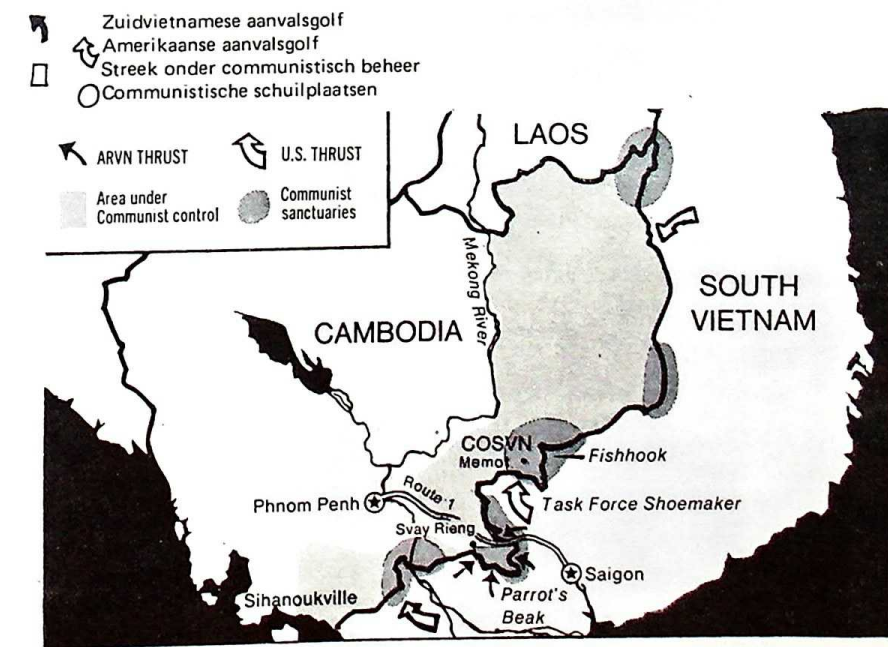 Zuidvietnamese aanvalsgolf
Amerikaanse aanvalsgolf
Streek onder communistisch beheer
Communistische schuilplaatsen
ARVN THRUST
U.S. THRUST
Area under
Communist control
Communist
sanctuaries
LAOS
Mekong River
SOUTH
VIETNAM
CAMBODIA
COSVN
Memot
Fishhook
Route 1
Phnom Penh
Task Force Shoemaker
Svay Rieng
Saigon
Parrot's
Beak
Sihanoukville